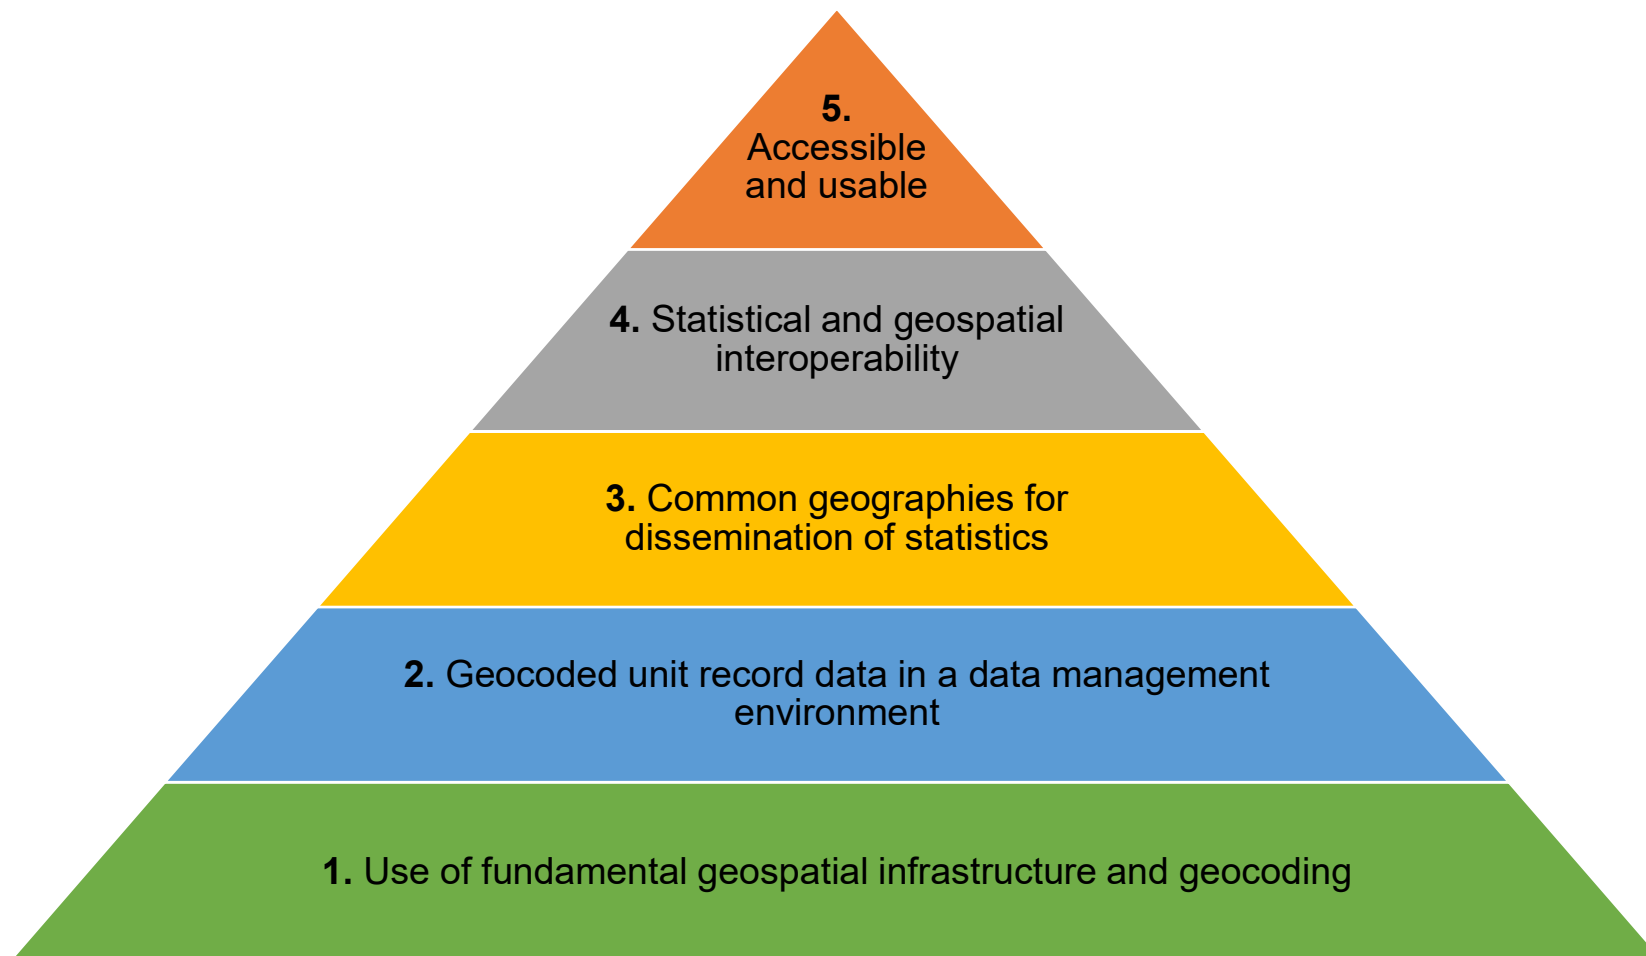 5.
Accessible
and usable
4. Statistical and geospatial
interoperability
3. Common geographies for
dissemination of statistics
2. Geocoded unit record data in a data management
environment
1. Use of fundamental geospatial infrastructure and geocoding